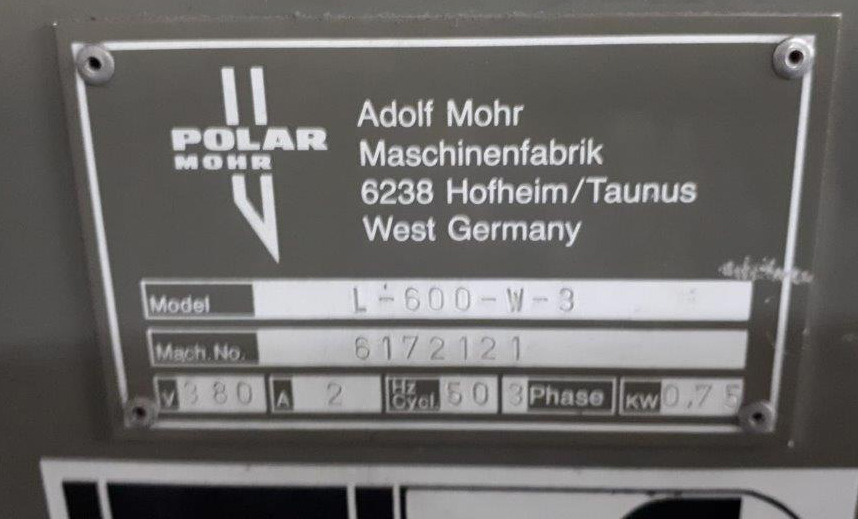 POLAR
MOHR
Adolf Mohr
Maschinenfabrik
6238 Hofheim/Taunus
West Germany
Model L-600-W-3
Mach. No. 6172121
V 380 A 2 Hz Cycl. 50 3 Phase KW 0,75